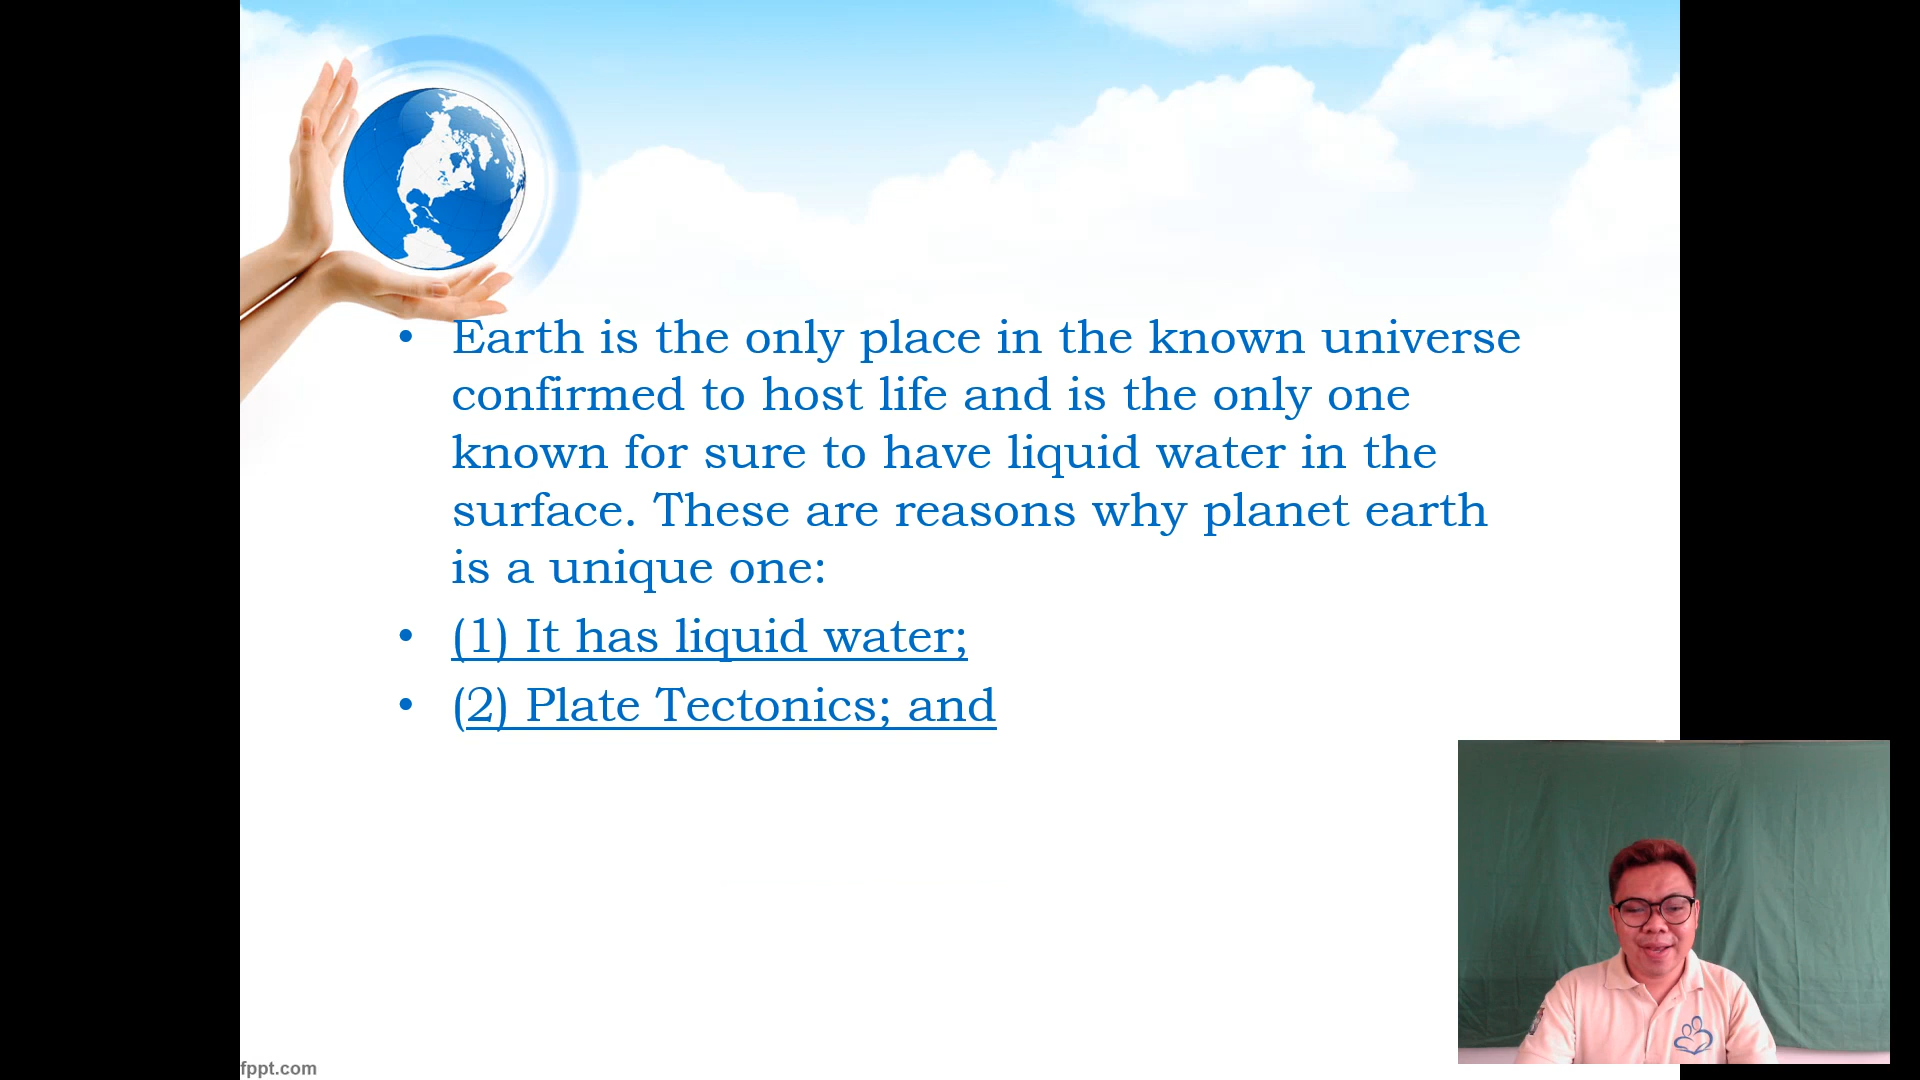 • Earth is the only place in the known universe
confirmed to host life and is the only one
known for sure to have liquid water in the
surface. These are reasons why planet earth
is a unique one:
• (1) It has liquid water;
• (2) Plate Tectonics; and
fppt.com